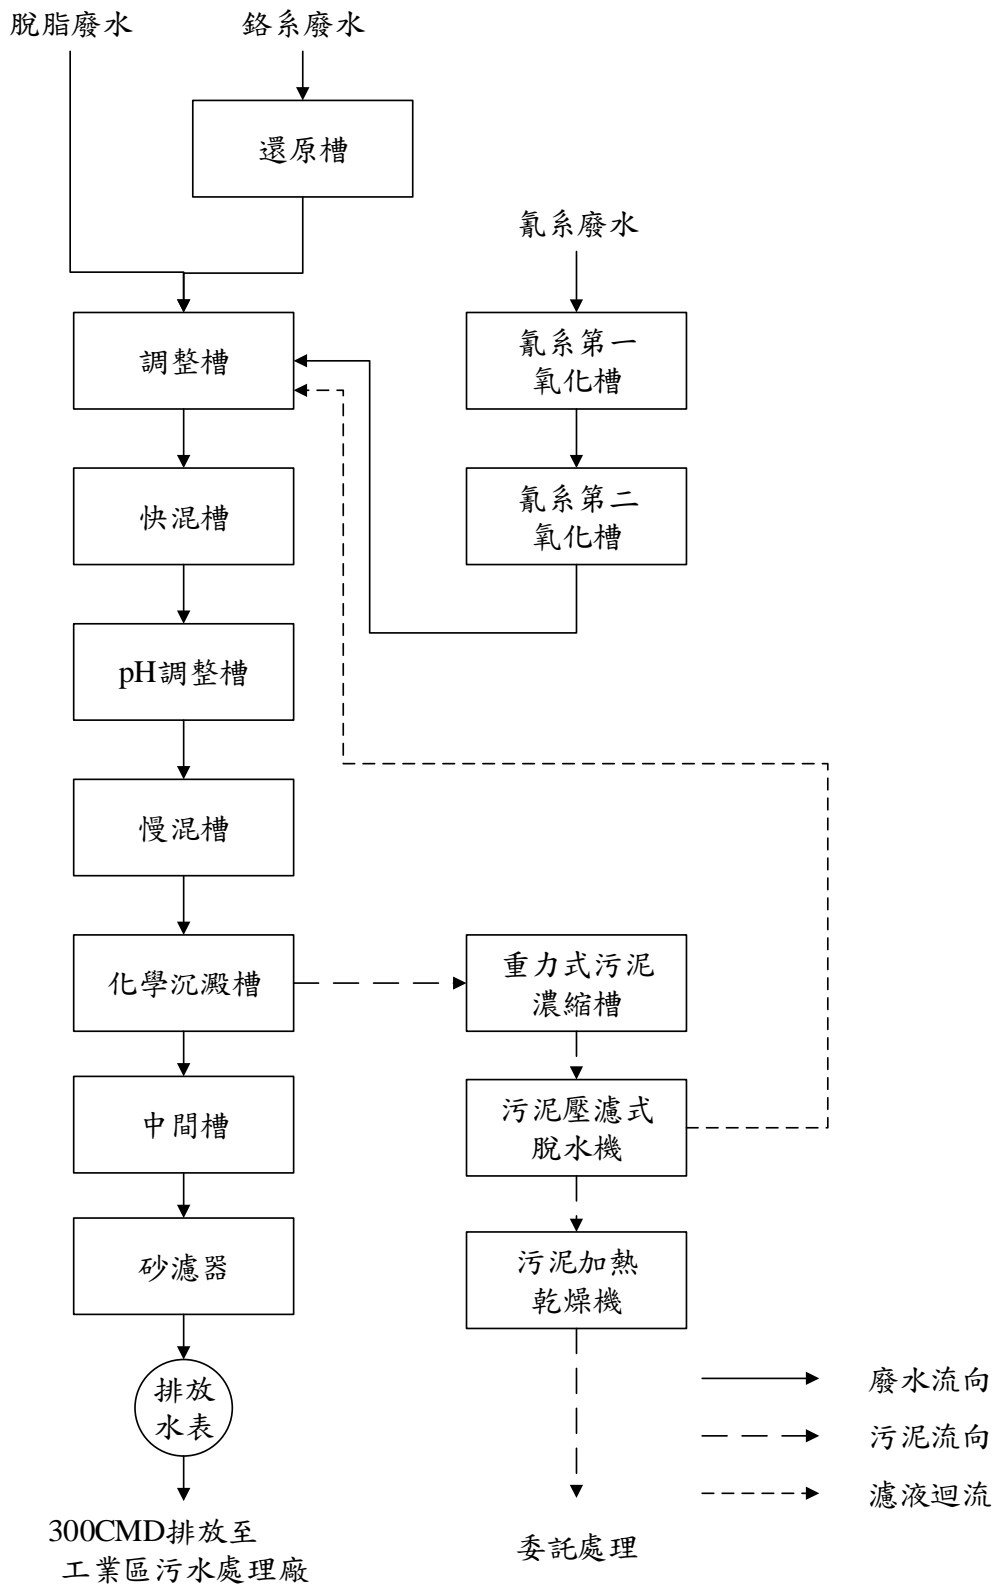 脫脂廢水
鉻系廢水
還原槽
氰系廢水
調整槽
氰系第一
氧化槽
快混槽
氰系第二
氧化槽
pH調整槽
慢混槽
化學沉澱槽
重力式污泥
濃縮槽
中間槽
污泥壓濾式
脫水機
砂濾器
污泥加熱
乾燥機
排放
水表
廢水流向
污泥流向
濾液迴流
300CMD排放至
工業區污水處理廠
委託處理